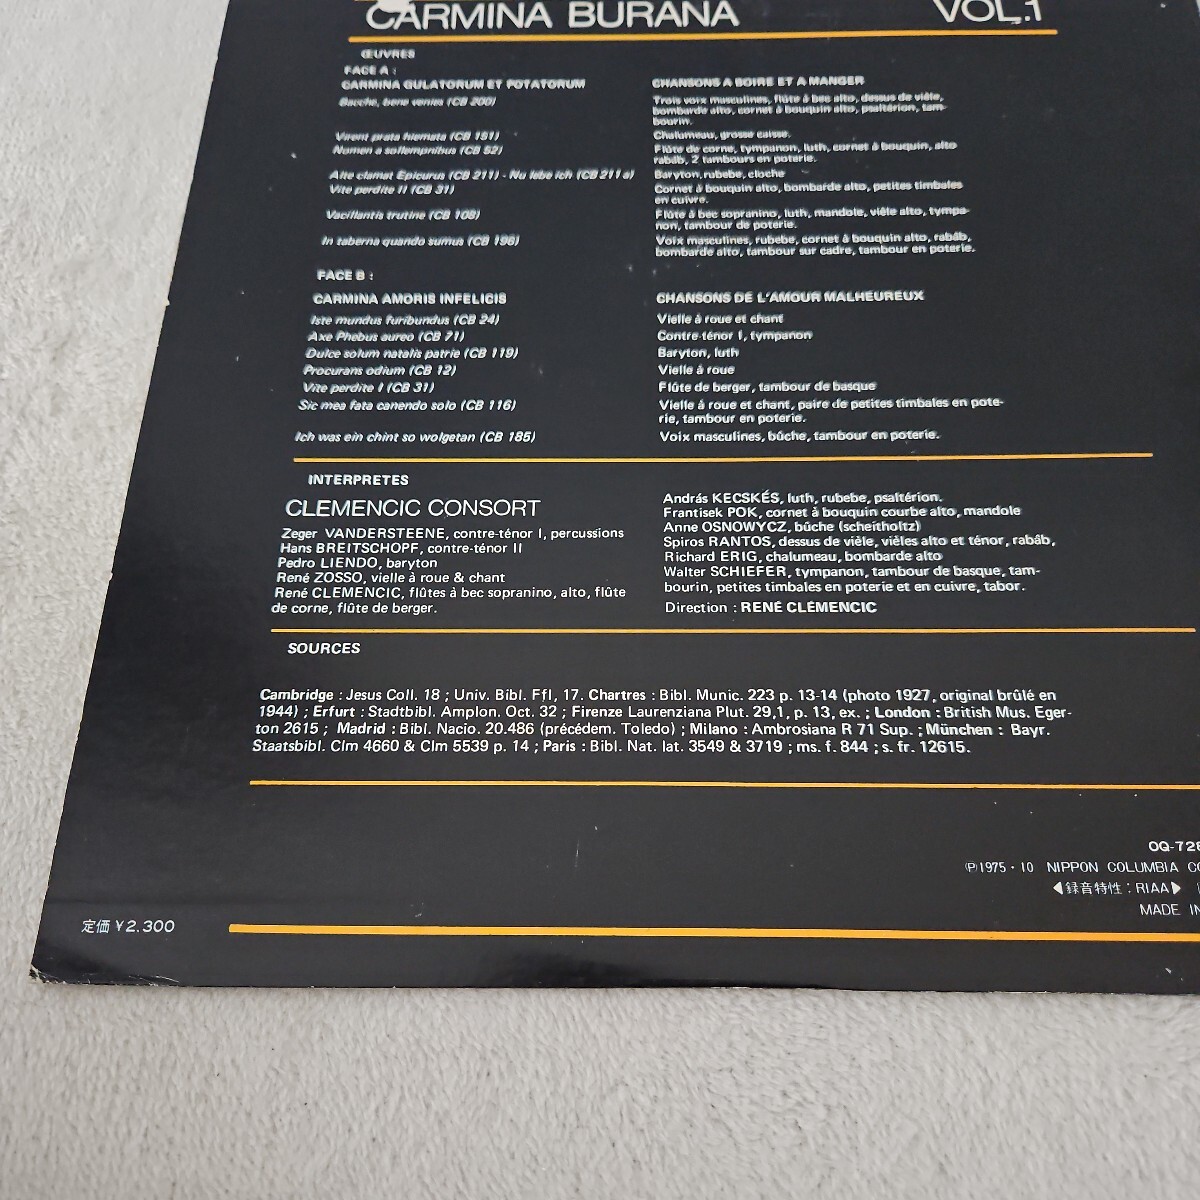 CARMINA BURANA VOL.1
ŒUVRES
FACE A :
CARMINA GULATORUM ET POTATORUM
CHANSONS A BOIRE ET A MANGER
Bacche, bene venies (CB 200)
Trois voix masculines, flûte à bec alto, dessus de vièle,
bombarde alto, cornet à bouquin alto, psaltérion, tam-
bourin.
Virent prata hiemata (CB 151)
Chalumeau, grosse caisse.
Nomen a sollempnibus (CB 52)
Flûte de corne, tympanon, luth, cornet à bouquin, alto
rabâb, 2 tambours en poterie.
Alte clamat Epicurus (CB 211) - Nu lebe ich (CB 211 a)
Baryton, rubebe, cloche
Vite perdite II (CB 31)
Cornet à bouquin alto, bombarde alto, petites timbales
en cuivre.
Vacillantis trutine (CB 108)
Flûte à bec sopranino, luth, mandole, vièle alto, tympa-
non, tambour de poterie.
In taberna quando sumus (CB 196)
Voix masculines, rubebe, cornet à bouquin alto, rabâb,
bombarde alto, tambour sur cadre, tambour en poterie.
FACE B :
CARMINA AMORIS INFELICIS
CHANSONS DE L'AMOUR MALHEUREUX
Iste mundus furibundus (CB 24)
Vielle à roue et chant
Axe Phebus aureo (CB 71)
Contre-ténor I, tympanon
Dulce solum natalis patrie (CB 119)
Baryton, luth
Procurans odium (CB 12)
Vielle à roue
Vite perdite I (CB 31)
Flûte de berger, tambour de basque
Sic mea fata canendo solo (CB 116)
Vielle à roue et chant, paire de petites timbales en pote-
rie, tambour en poterie.
Ich was ein chint so wolgetan (CB 185)
Voix masculines, bûche, tambour en poterie.
INTERPRETES
CLEMENCIC CONSORT
Zeger VANDERSTEENE, contre-ténor I, percussions
Hans BREITSCHOPF, contre-ténor II
Pedro LIENDO, baryton
René ZOSSO, vielle à roue & chant
René CLEMENCIC, flûtes à bec sopranino, alto, flûte
de corne, flûte de berger.
András KECSKÉS, luth, rubebe, psaltérion.
Frantisek POK, cornet à bouquin courbe alto, mandole
Anne OSNOWYCZ, bûche (scheitholtz)
Spiros RANTOS, dessus de vièle, vièles alto et ténor, rabâb,
Richard ERIG, chalumeau, bombarde alto
Walter SCHIEFER, tympanon, tambour de basque, tam-
bourin, petites timbales en poterie et en cuivre, tabor.
Direction : RENÉ CLÉMENCIC
SOURCES
Cambridge : Jesus Coll. 18 ; Univ. Bibl. Ffl, 17. Chartres : Bibl. Munic. 223 p. 13-14 (photo 1927, original brûlé en
1944) ; Erfurt : Stadtbibl. Amplon. Oct. 32 ; Firenze Laurenziana Plut. 29,1, p. 13, ex. ; London : British Mus. Eger-
ton 2615 ; Madrid : Bibl. Nacio. 20.486 (précédem. Toledo) ; Milano : Ambrosiana R 71 Sup. ; München : Bayr.
Staatsbibl. Clm 4660 & Clm 5539 p. 14 ; Paris : Bibl. Nat. lat. 3549 & 3719 ; ms. f. 844 ; s. fr. 12615.
OQ-728
Ⓟ1975・10 NIPPON COLUMBIA CO
◀録音特性 : RIAA▶
MADE IN
定価 ¥2.300